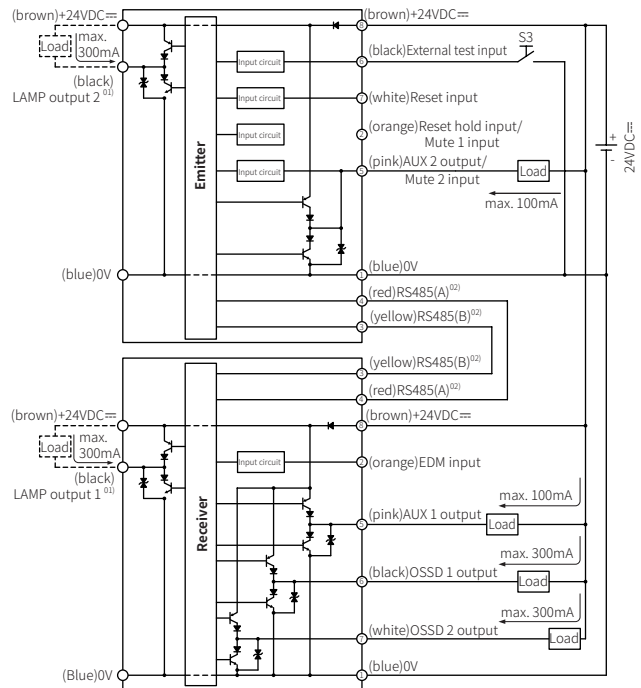 (brown)+24VDC⎓
Load
max.
300mA
(black)
LAMP output 2 01)
(blue)0V
Emitter
Input circuit
Input circuit
Input circuit
Input circuit
8 (brown)+24VDC⎓
6 (black)External test input
S3
7 (white)Reset input
2 (orange)Reset hold input/
Mute 1 input
5 (pink)AUX 2 output/
Mute 2 input
Load
max. 100mA
+
-
24VDC⎓
1 (blue)0V
4 (red)RS485(A)02)
3 (yellow)RS485(B)02)
3 (yellow)RS485(B)02)
4 (red)RS485(A)02)
(brown)+24VDC⎓
Load
max.
300mA
(black)
LAMP output 1 01)
(Blue)0V
Receiver
Input circuit
8 (brown)+24VDC⎓
2 (orange)EDM input
max. 100mA
5 (pink)AUX 1 output
Load
max. 300mA
6 (black)OSSD 1 output
Load
max. 300mA
7 (white)OSSD 2 output
Load
1 (blue)0V